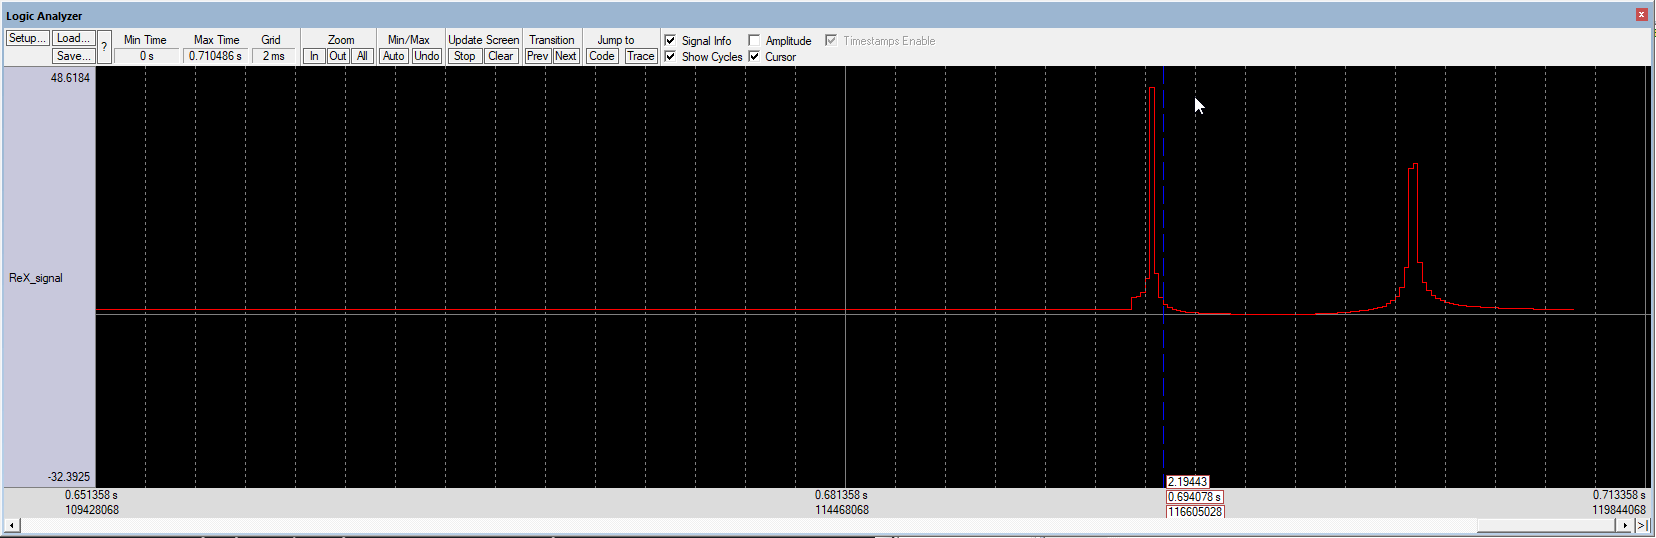 Logic Analyzer
Setup... Load... ? Min Time Max Time Grid Zoom Min/Max Update Screen Transition Jump to Signal Info Amplitude Timestamps Enable
Save... 0 s 0.710486 s 2 ms In Out All Auto Undo Stop Clear Prev Next Code Trace Show Cycles Cursor
48.6184
ReX_signal
-32.3925
2.19443
0.651358 s 0.681358 s 0.694078 s 0.713358 s
109428068 114468068 116605028 119844068
>|